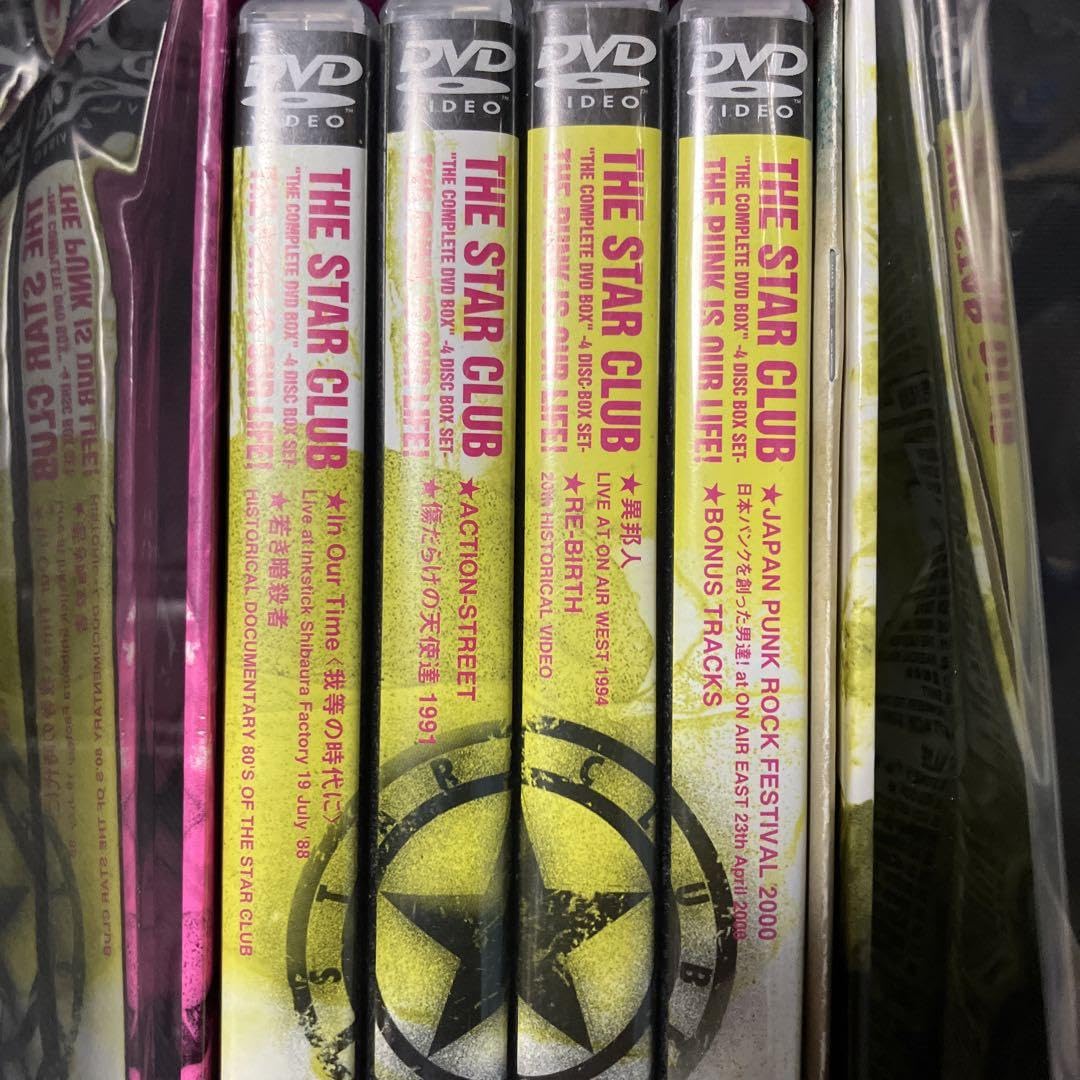 DVD
VIDEO
THE STAR CLUB
"THE COMPLETE DVD BOX" -4 DISC BOX SET-
THE PUNK IS OUR LIFE!
★In Our Time〈我等の時代に〉
Live at Inkstick Shibaura Factory 19 July '88
★若き暗殺者
HISTORICAL DOCUMENTARY 80'S OF THE STAR CLUB
DVD
VIDEO
THE STAR CLUB
"THE COMPLETE DVD BOX" -4 DISC BOX SET-
THE PUNK IS OUR LIFE!
★ACTION-STREET
★傷だらけの天使達 1991
DVD
VIDEO
THE STAR CLUB
"THE COMPLETE DVD BOX" -4 DISC-BOX SET-
THE PUNK IS OUR LIFE!
★異邦人
LIVE AT ON AIR WEST 1994
★RE-BIRTH
20th HISTORICAL VIDEO
DVD
VIDEO
THE STAR CLUB
"THE COMPLETE DVD BOX" -4 DISC-BOX SET-
THE PUNK IS OUR LIFE!
★JAPAN PUNK ROCK FESTIVAL '2000
日本パンクを創った男達! at ON AIR EAST 23th April 2000
★BONUS TRACKS
STAR CLUB